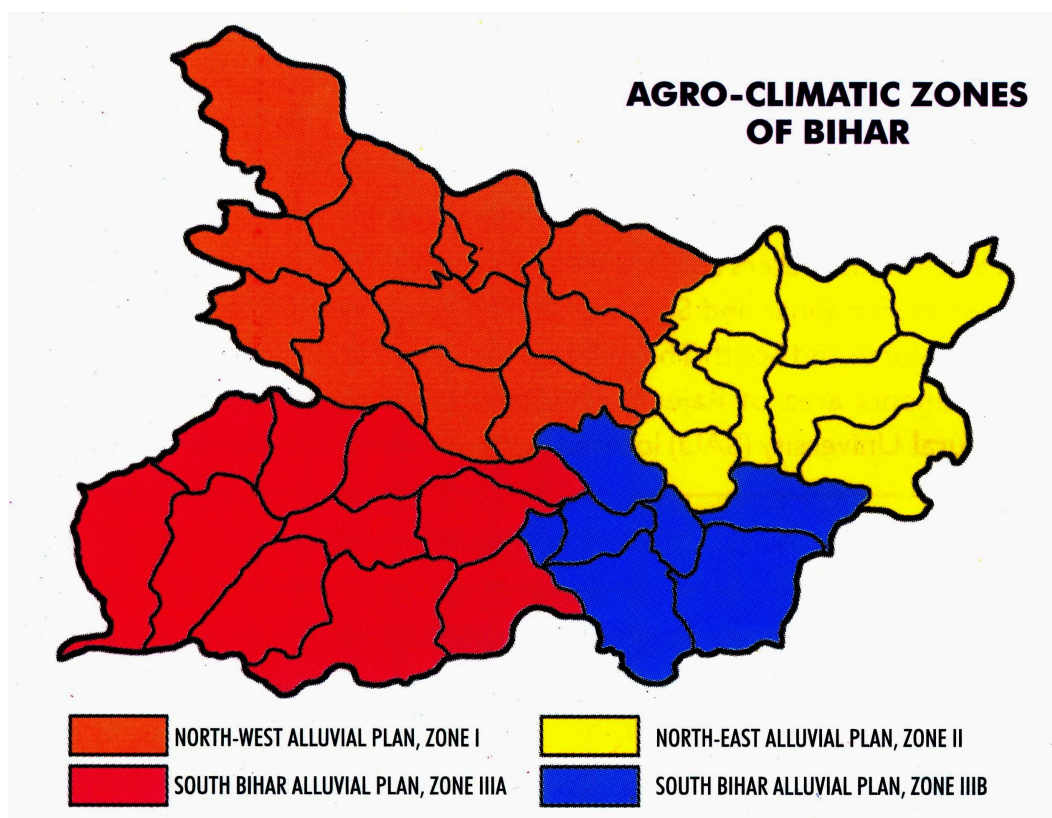 AGRO-CLIMATIC ZONES
OF BIHAR
NORTH-WEST ALLUVIAL PLAN, ZONE I
NORTH-EAST ALLUVIAL PLAN, ZONE II
SOUTH BIHAR ALLUVIAL PLAN, ZONE IIIA
SOUTH BIHAR ALLUVIAL PLAN, ZONE IIIB